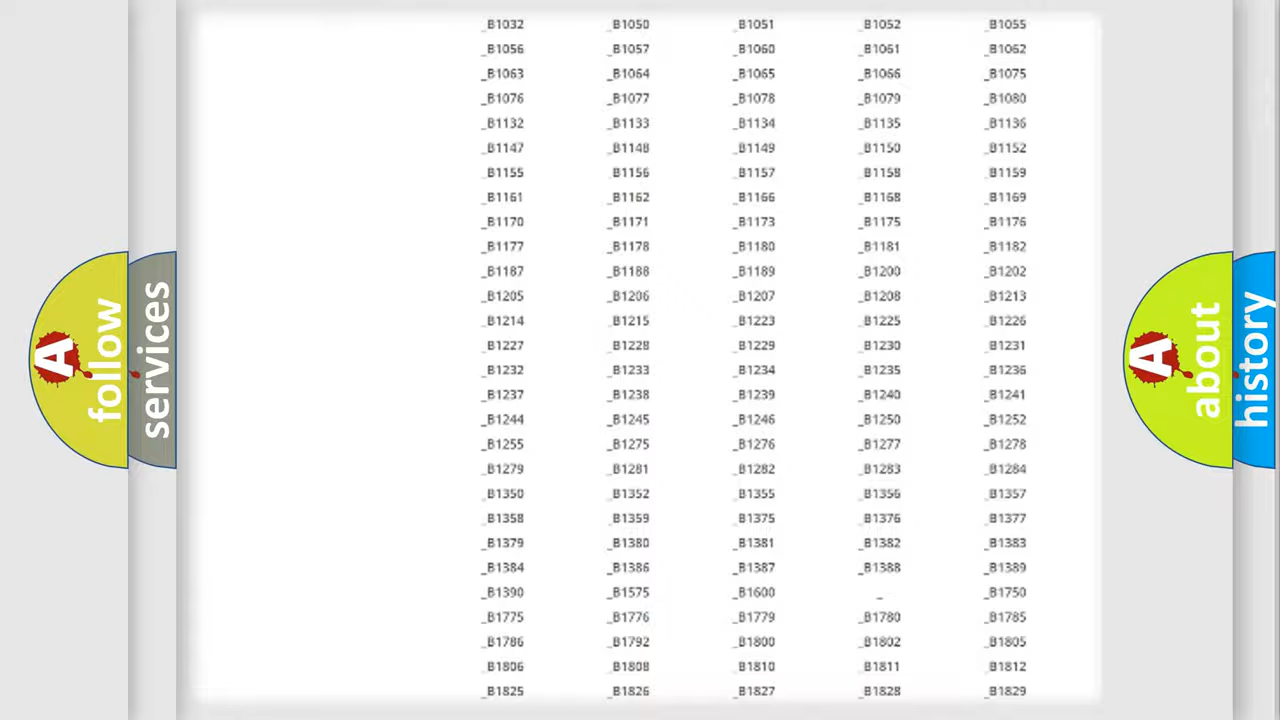 _B1032 _B1050 _B1051 _B1052 _B1055
_B1056 _B1057 _B1060 _B1061 _B1062
_B1063 _B1064 _B1065 _B1066 _B1075
_B1076 _B1077 _B1078 _B1079 _B1080
_B1132 _B1133 _B1134 _B1135 _B1136
_B1147 _B1148 _B1149 _B1150 _B1152
_B1155 _B1156 _B1157 _B1158 _B1159
_B1161 _B1162 _B1166 _B1168 _B1169
_B1170 _B1171 _B1173 _B1175 _B1176
_B1177 _B1178 _B1180 _B1181 _B1182
_B1187 _B1188 _B1189 _B1200 _B1202
_B1205 _B1206 _B1207 _B1208 _B1213
_B1214 _B1215 _B1223 _B1225 _B1226
_B1227 _B1228 _B1229 _B1230 _B1231
_B1232 _B1233 _B1234 _B1235 _B1236
_B1237 _B1238 _B1239 _B1240 _B1241
_B1244 _B1245 _B1246 _B1250 _B1252
_B1255 _B1275 _B1276 _B1277 _B1278
_B1279 _B1281 _B1282 _B1283 _B1284
_B1350 _B1352 _B1355 _B1356 _B1357
_B1358 _B1359 _B1375 _B1376 _B1377
_B1379 _B1380 _B1381 _B1382 _B1383
_B1384 _B1386 _B1387 _B1388 _B1389
_B1390 _B1575 _B1600 _ _B1750
_B1775 _B1776 _B1779 _B1780 _B1785
_B1786 _B1792 _B1800 _B1802 _B1805
_B1806 _B1808 _B1810 _B1811 _B1812
_B1825 _B1826 _B1827 _B1828 _B1829
A
follow
services
A
about
history